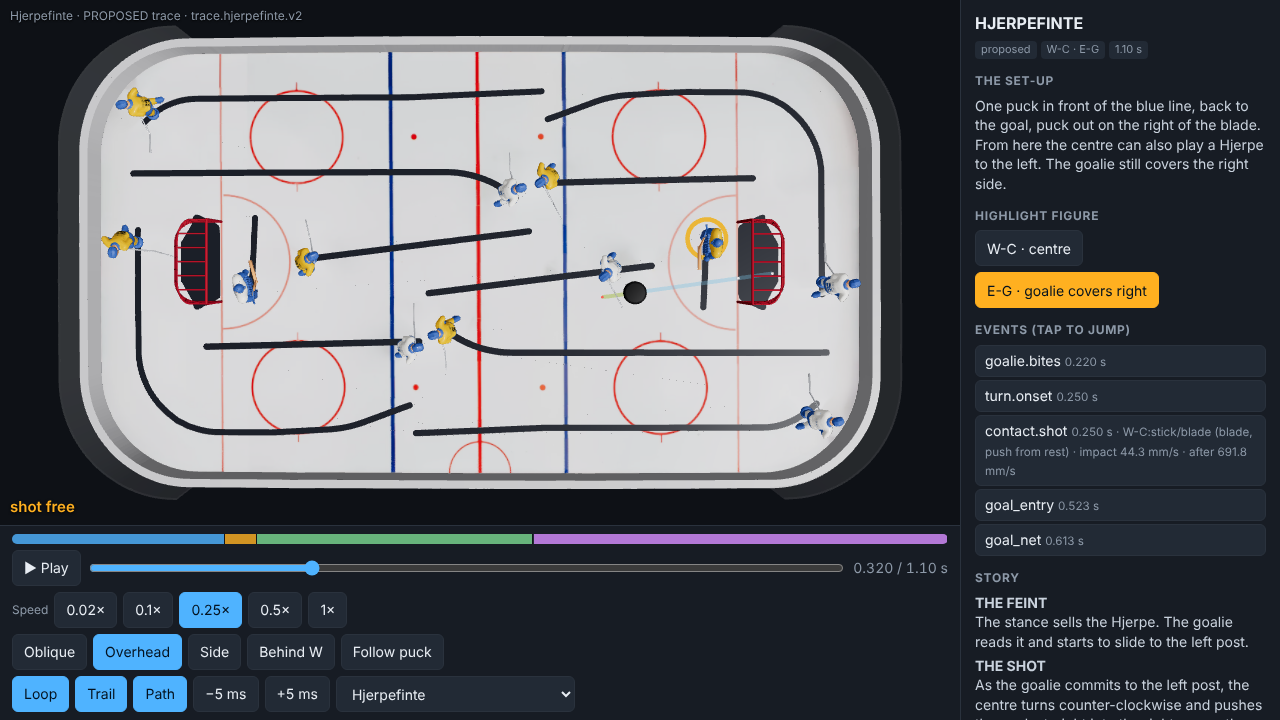 Hjerpefinte · PROPOSED trace · trace.hjerpefinte.v2
shot free
▶ Play
0.320 / 1.10 s
Speed
0.02×
0.1×
0.25×
0.5×
1×
Oblique
Overhead
Side
Behind W
Follow puck
Loop
Trail
Path
−5 ms
+5 ms
Hjerpefinte
HJERPEFINTE
proposed
W-C · E-G
1.10 s
THE SET-UP
One puck in front of the blue line, back to
the goal, puck out on the right of the blade.
From here the centre can also play a Hjerpe
to the left. The goalie still covers the right
side.
HIGHLIGHT FIGURE
W-C · centre
E-G · goalie covers right
EVENTS (TAP TO JUMP)
goalie.bites 0.220 s
turn.onset 0.250 s
contact.shot 0.250 s · W-C:stick/blade (blade,
push from rest) · impact 44.3 mm/s · after 691.8
mm/s
goal_entry 0.523 s
goal_net 0.613 s
STORY
THE FEINT
The stance sells the Hjerpe. The goalie
reads it and starts to slide to the left post.
THE SHOT
As the goalie commits to the left post, the
centre turns counter-clockwise and pushes